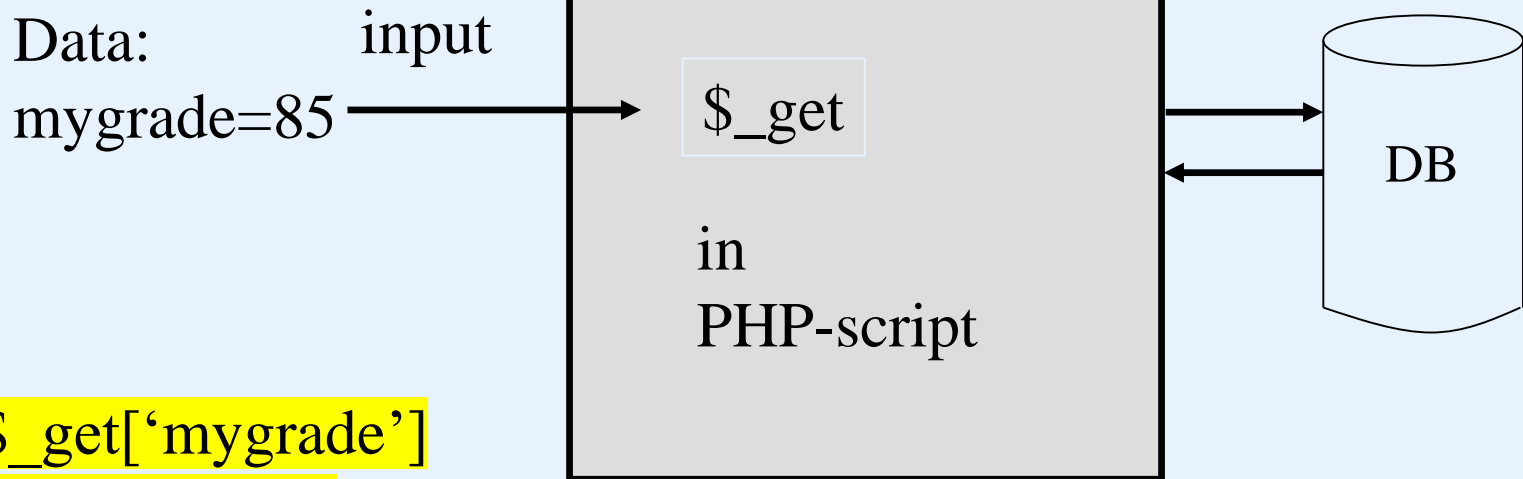 Data:
input
mygrade=85
$_get
DB
in
PHP-script
$_get[‘mygrade’]